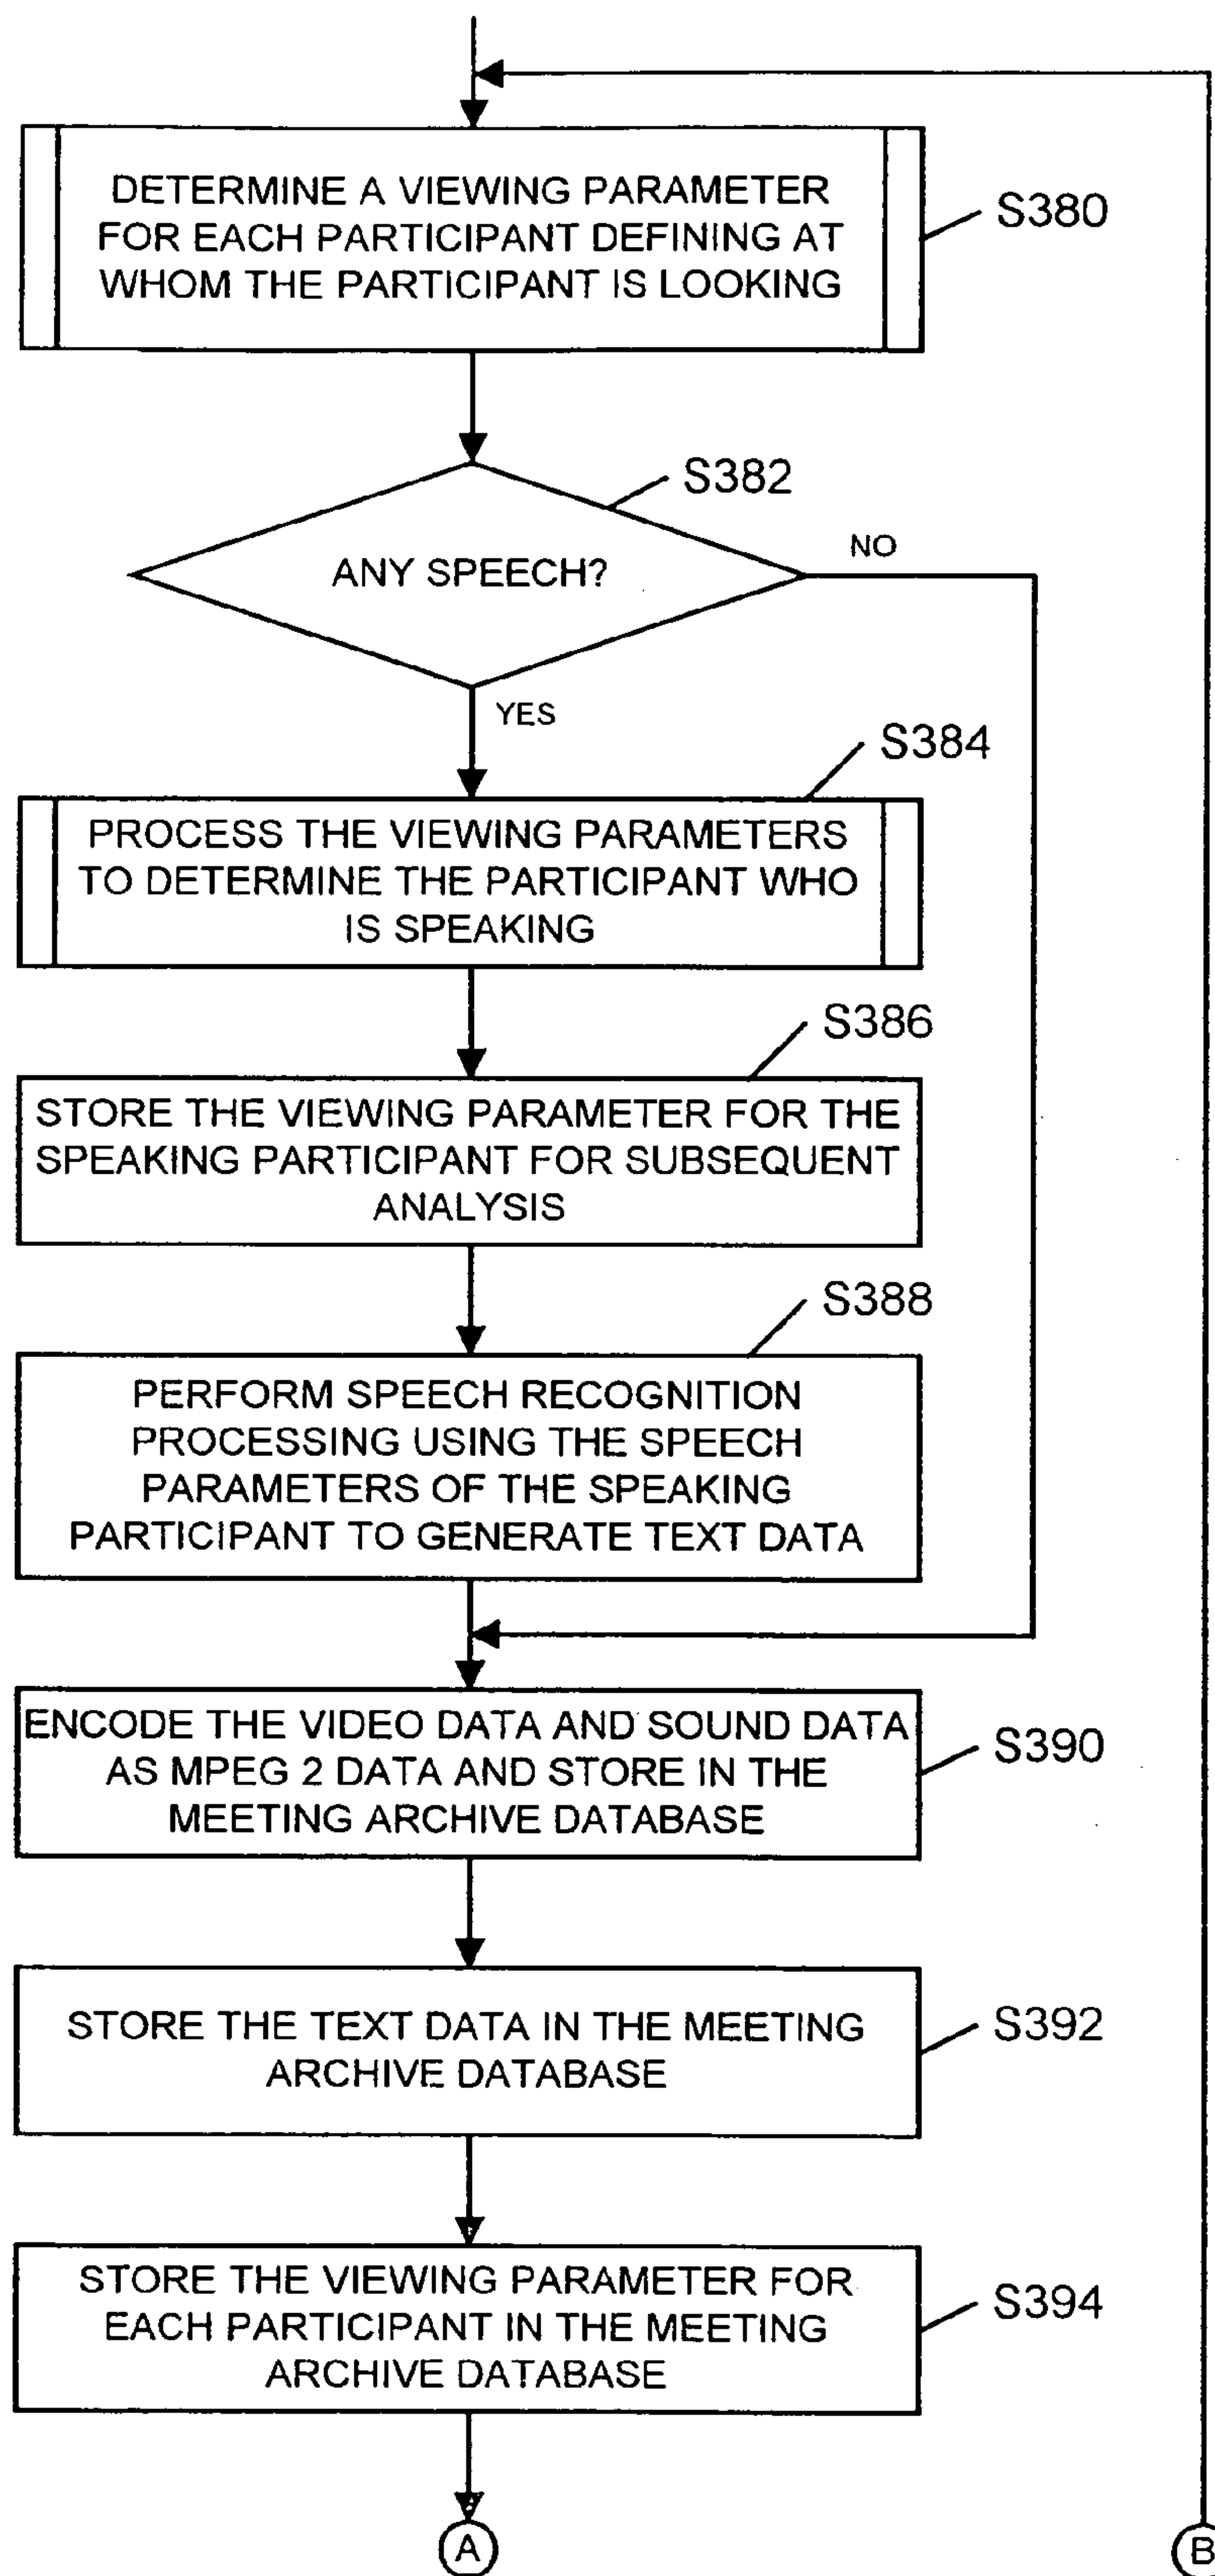 DETERMINE A VIEWING PARAMETER
FOR EACH PARTICIPANT DEFINING AT
WHOM THE PARTICIPANT IS LOOKING
S380
S382
ANY SPEECH?
NO
YES
S384
PROCESS THE VIEWING PARAMETERS
TO DETERMINE THE PARTICIPANT WHO
IS SPEAKING
S386
STORE THE VIEWING PARAMETER FOR THE
SPEAKING PARTICIPANT FOR SUBSEQUENT
ANALYSIS
S388
PERFORM SPEECH RECOGNITION
PROCESSING USING THE SPEECH
PARAMETERS OF THE SPEAKING
PARTICIPANT TO GENERATE TEXT DATA
ENCODE THE VIDEO DATA AND SOUND DATA
AS MPEG 2 DATA AND STORE IN THE
MEETING ARCHIVE DATABASE
S390
STORE THE TEXT DATA IN THE MEETING
ARCHIVE DATABASE
S392
STORE THE VIEWING PARAMETER FOR
EACH PARTICIPANT IN THE MEETING
ARCHIVE DATABASE
S394
A
B